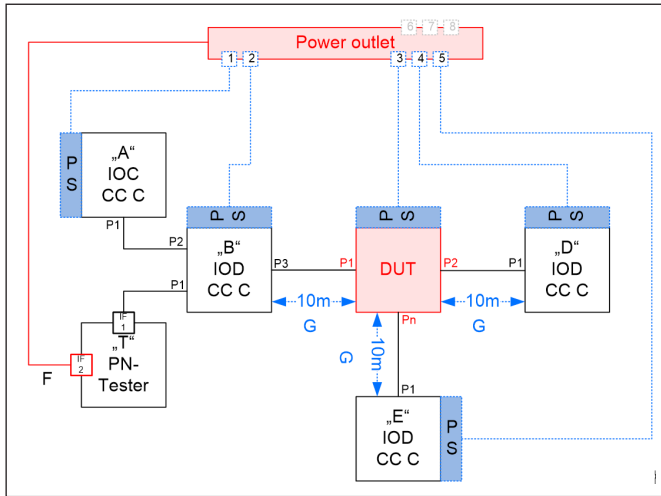 6 7 8
Power outlet
1 2 3 4 5
P S
„A“
IOC
CC C
P1
P S
P2
„B“
IOD
CC C
P3
P1
P S
P1
DUT
P2
Pn
P S
P1
„D“
IOD
CC C
10m
G
10m
G
10m
G
IF
1
„T“
PN-
Tester
IF
2
F
P1
„E“
IOD
CC C
P S